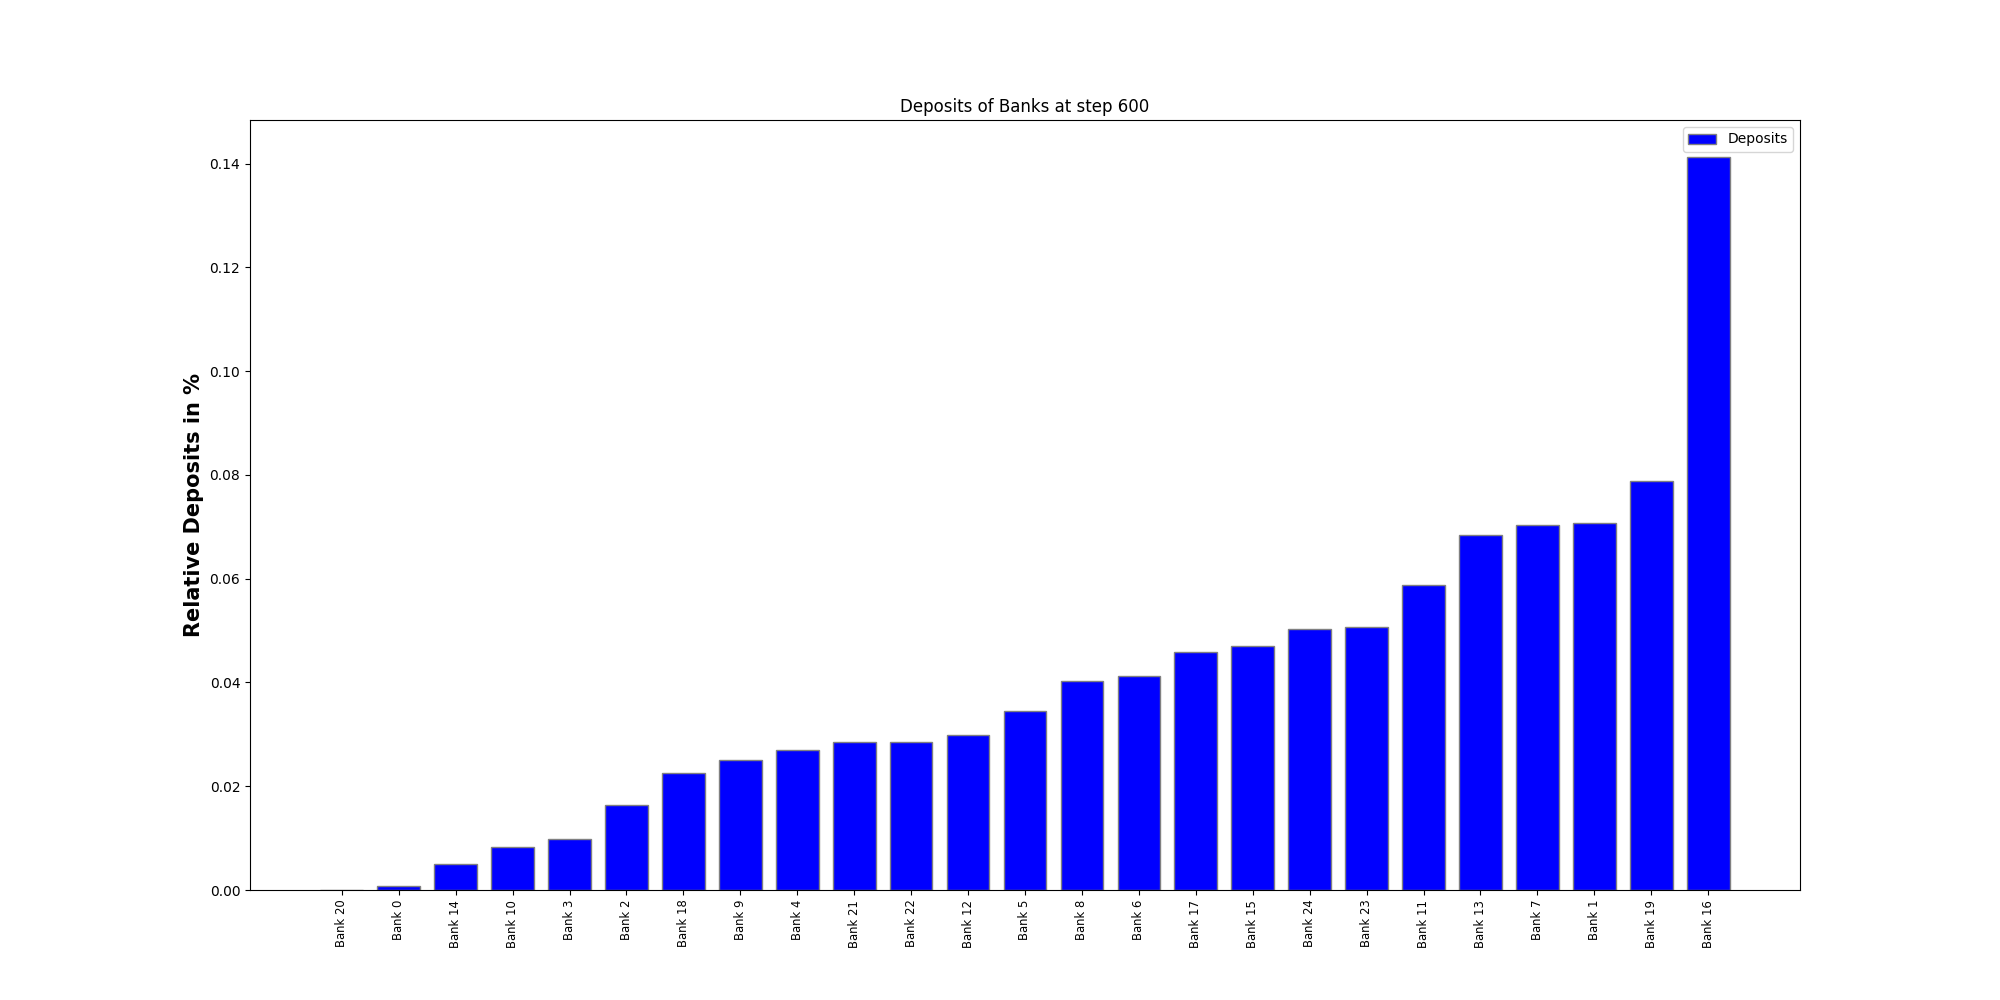 Deposits of Banks at step 600
Deposits
Relative Deposits in %
0.14
0.12
0.10
0.08
0.06
0.04
0.02
0.00
Bank 20
Bank 0
Bank 14
Bank 10
Bank 3
Bank 2
Bank 18
Bank 9
Bank 4
Bank 21
Bank 22
Bank 12
Bank 5
Bank 8
Bank 6
Bank 17
Bank 15
Bank 24
Bank 23
Bank 11
Bank 13
Bank 7
Bank 1
Bank 19
Bank 16